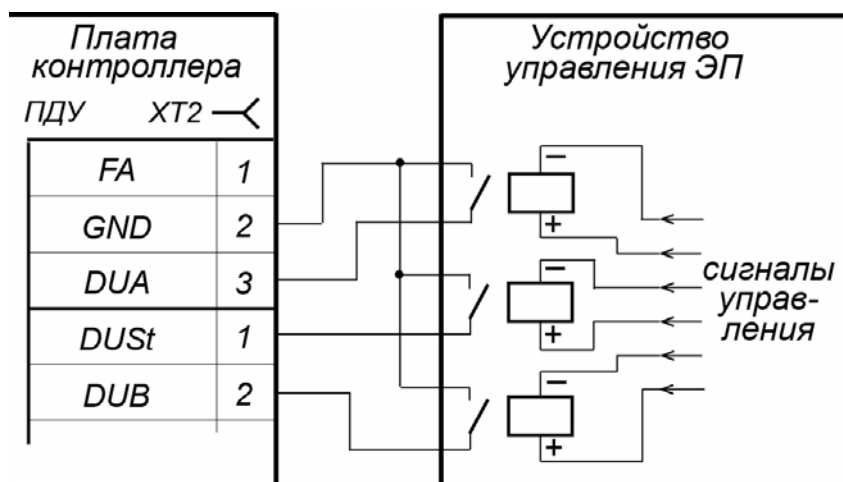 Плата
контроллера
ПДУ XT2
FA 1
GND 2
DUA 3
DUSt 1
DUB 2
Устройство
управления ЭП
−
+
−
+
−
+
сигналы
управ-
ления